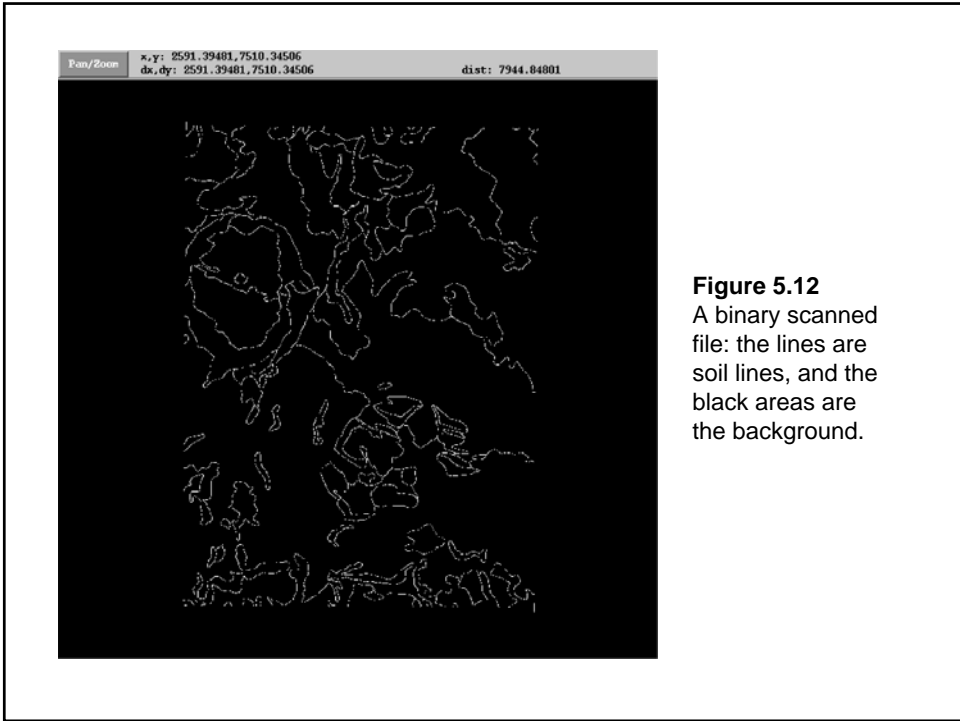 Pan/Zoom
x,y: 2591.39481,7510.34506
dx,dy: 2591.39481,7510.34506 dist: 7944.84801
Figure 5.12
A binary scanned
file: the lines are
soil lines, and the
black areas are
the background.